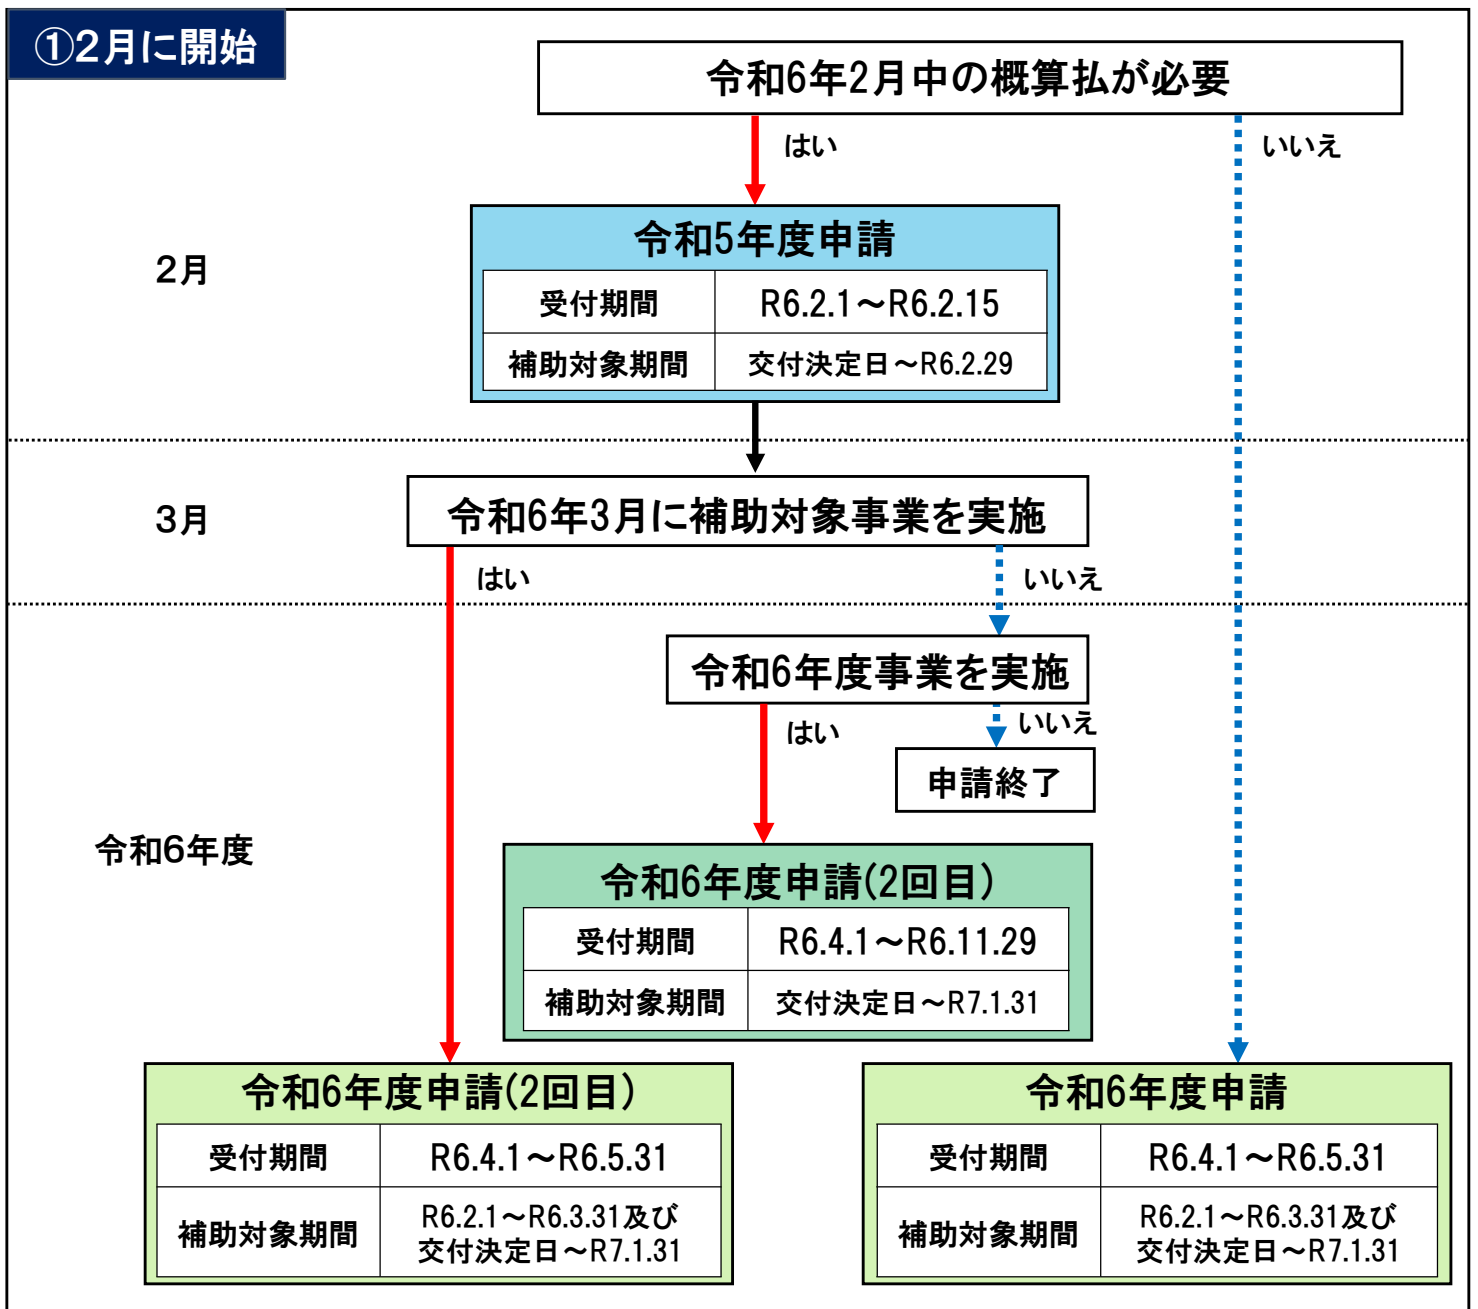 ①2月に開始
令和6年2月中の概算払が必要
はい
いいえ
2月
令和5年度申請
受付期間 R6.2.1～R6.2.15
補助対象期間 交付決定日～R6.2.29
3月
令和6年3月に補助対象事業を実施
はい
いいえ
令和6年度事業を実施
はい
いいえ
申請終了
令和6年度
令和6年度申請(2回目)
受付期間 R6.4.1～R6.11.29
補助対象期間 交付決定日～R7.1.31
令和6年度申請(2回目)
受付期間 R6.4.1～R6.5.31
補助対象期間 R6.2.1～R6.3.31及び
交付決定日～R7.1.31
令和6年度申請
受付期間 R6.4.1～R6.5.31
補助対象期間 R6.2.1～R6.3.31及び
交付決定日～R7.1.31